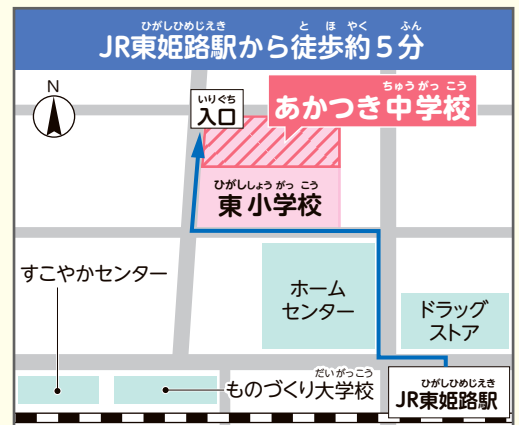 ひがしひめじえき と ほ やく ふん
JR東姫路駅から徒歩約5分
N
いりぐち
入口
ちゅうがっ こう
あかつき中学校
ひがししょう がっ こう
東小学校
すこやかセンター
ホーム
センター
ドラッグ
ストア
だいがっこう
ものづくり大学校
ひがしひめじえき
JR東姫路駅